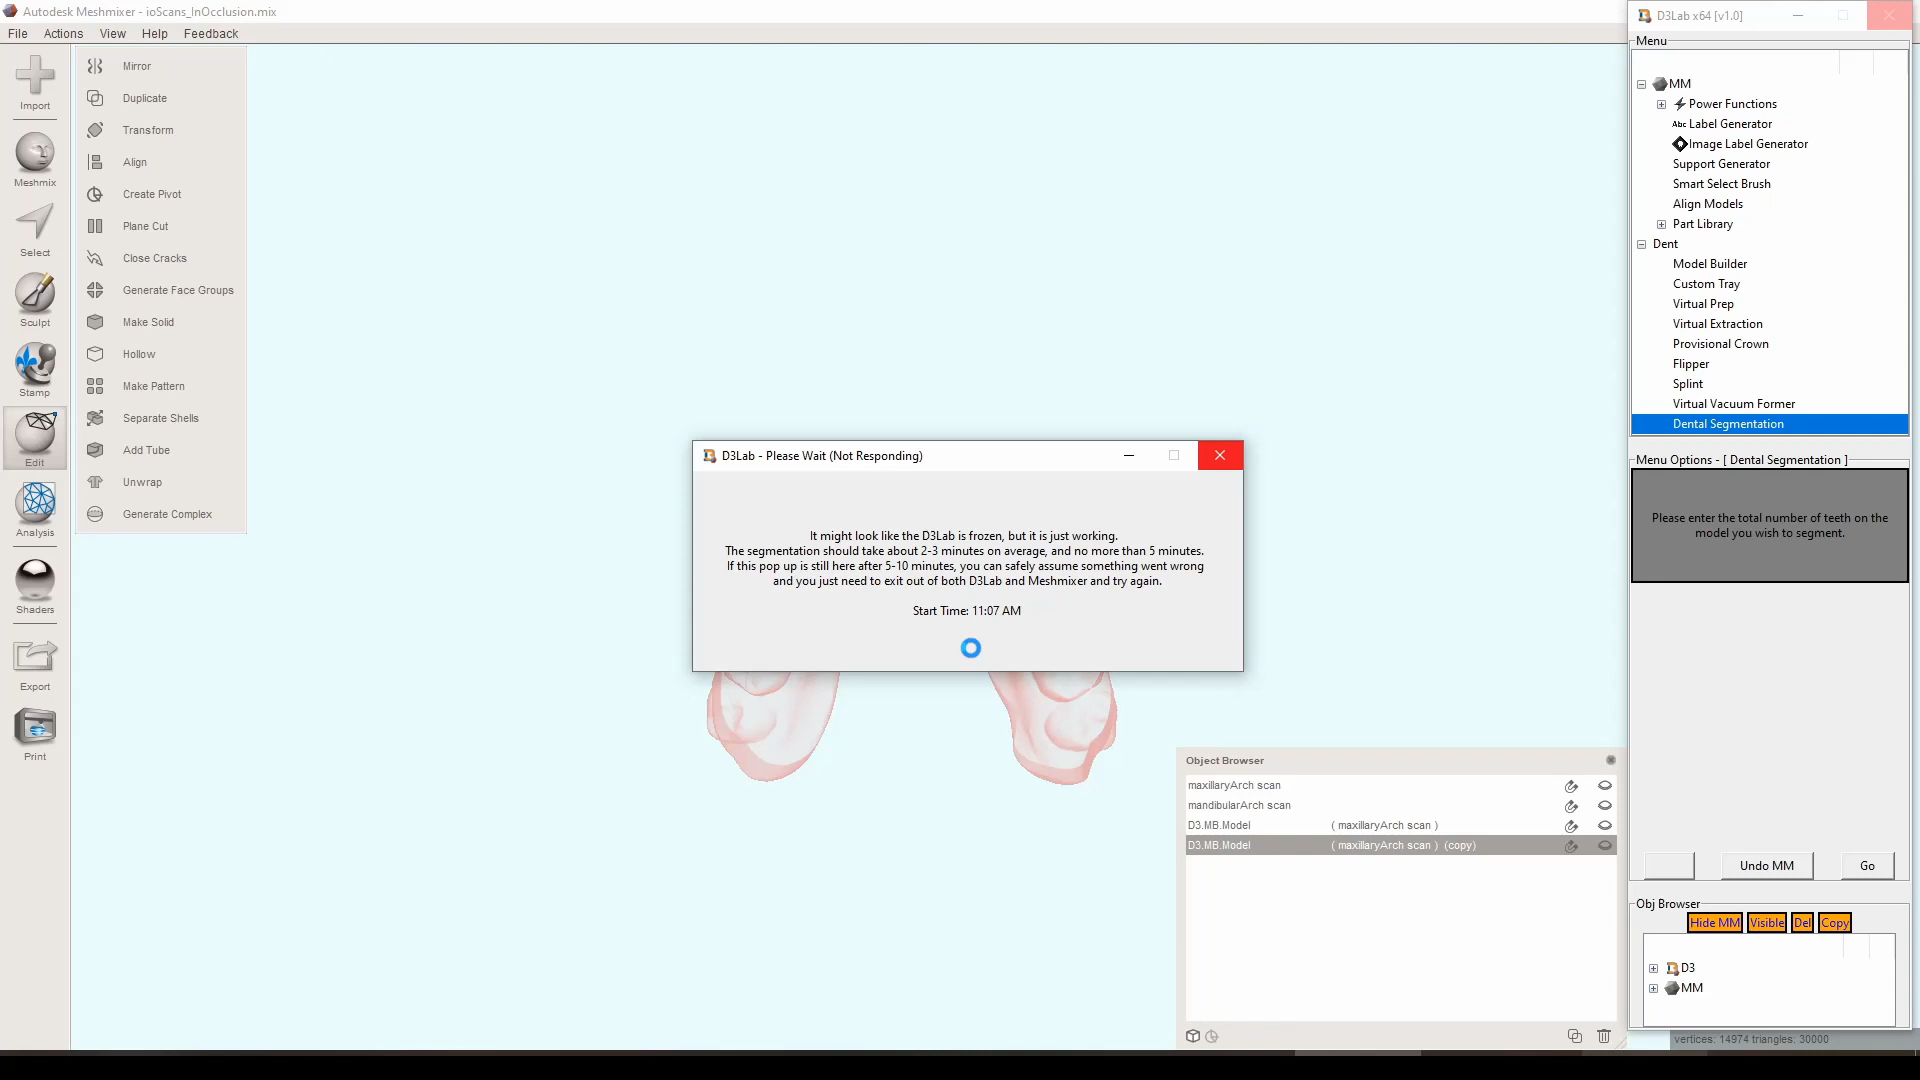 Autodesk Meshmixer - ioScans_InOcclusion.mix
File Actions View Help Feedback
Import
Meshmix
Select
Sculpt
Stamp
Edit
Analysis
Shaders
Export
Print
Mirror
Duplicate
Transform
Align
Create Pivot
Plane Cut
Close Cracks
Generate Face Groups
Make Solid
Hollow
Make Pattern
Separate Shells
Add Tube
Unwrap
Generate Complex
D3Lab - Please Wait (Not Responding)
It might look like the D3Lab is frozen, but it is just working.
The segmentation should take about 2-3 minutes on average, and no more than 5 minutes.
If this pop up is still here after 5-10 minutes, you can safely assume something went wrong
and you just need to exit out of both D3Lab and Meshmixer and try again.
Start Time: 11:07 AM
Object Browser
maxillaryArch scan
mandibularArch scan
D3.MB.Model ( maxillaryArch scan )
D3.MB.Model ( maxillaryArch scan ) (copy)
D3Lab x64 [v1.0]
Menu
MM
Power Functions
Abc Label Generator
Image Label Generator
Support Generator
Smart Select Brush
Align Models
Part Library
Dent
Model Builder
Custom Tray
Virtual Prep
Virtual Extraction
Provisional Crown
Flipper
Splint
Virtual Vacuum Former
Dental Segmentation
Menu Options - [ Dental Segmentation ]
Please enter the total number of teeth on the
model you wish to segment.
Undo MM Go
Obj Browser
Hide MM Visible Del Copy
D3
MM
vertices: 14974 triangles: 30000